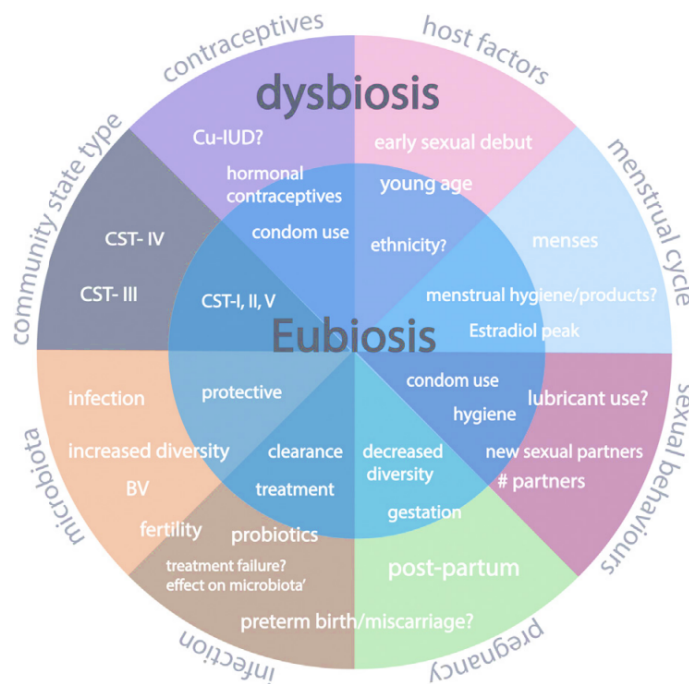 contraceptives
host factors
menstrual cycle
sexual behaviours
pregnancy
infection
microbiota
community state type
dysbiosis
Cu-IUD?
hormonal
contraceptives
condom use
early sexual debut
young age
ethnicity?
menses
menstrual hygiene/products?
Estradiol peak
CST- IV
CST- III
CST-I, II, V
Eubiosis
condom use
hygiene
lubricant use?
new sexual partners
# partners
infection
protective
increased diversity
BV
fertility
clearance
treatment
probiotics
treatment failure?
effect on microbiota'
decreased
diversity
gestation
post-partum
preterm birth/miscarriage?